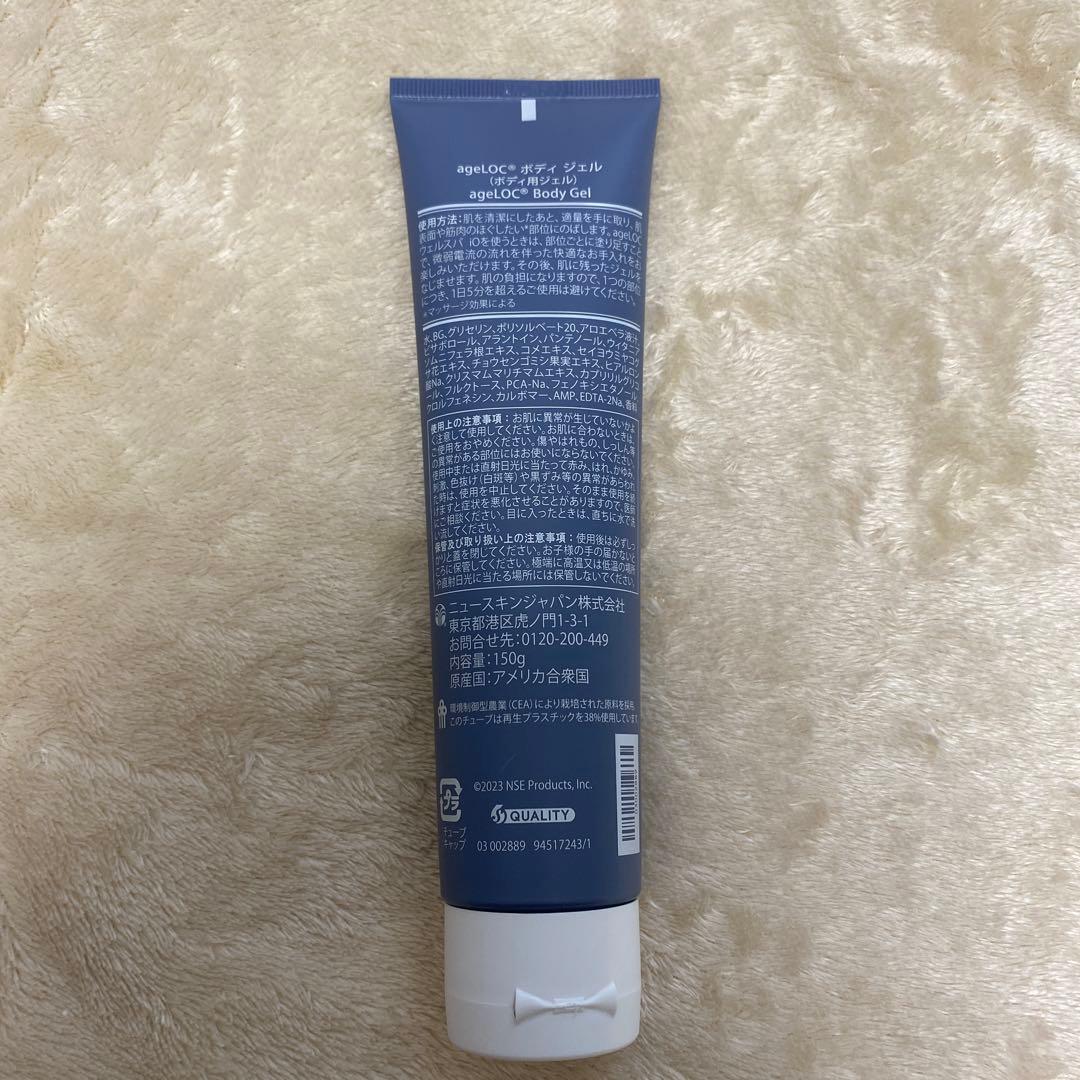 ageLOC® ボディ ジェル
(ボディ用ジェル)
ageLOC® Body Gel
使用方法:肌を清潔にしたあと、適量を手に取り、肌
表面や筋肉のほぐしたい*部位にのばします。ageLOC
ウェルスパ iOを使うときは、部位ごとに塗り足すこと
で、微弱電流の流れを伴った快適なお手入れをお
楽しみいただけます。その後、肌に残ったジェルを
なじませます。肌の負担になりますので、1つの部位
につき、1日5分を超えるご使用は避けてください。
*マッサージ効果による
水、BG、グリセリン、ポリソルベート20、アロエベラ液汁、
ビサボロール、アラントイン、パンテノール、ウィタニア
ソムニフェラ根エキス、コメエキス、セイヨウミヤコグ
サ花エキス、チョウセンゴミシ果実エキス、ヒアルロン
酸Na、クリスマムマリチマムエキス、カプリリルグリコ
ール、フルクトース、PCA-Na、フェノキシエタノール、
クロルフェネシン、カルボマー、AMP、EDTA-2Na、香料
使用上の注意事項:お肌に異常が生じていないかよ
く注意して使用してください。お肌に合わないときは、
ご使用をおやめください。傷やはれもの、しっしん等
の異常がある部位にはお使いにならないでください。
使用中または直射日光に当たって赤み、はれ、かゆみ、
刺激、色抜け(白斑等)や黒ずみ等の異常があらわれ
た時は、使用を中止してください。そのまま使用を続
けますと症状を悪化させることがありますので、医師
にご相談ください。目に入ったときは、直ちに水で洗
い流してください。
保管及び取り扱い上の注意事項:使用後は必ずしっ
かりと蓋を閉じてください。お子様の手の届かないと
ころに保管してください。極端に高温又は低温の場所
や直射日光に当たる場所には保管しないでください。
ニュースキンジャパン株式会社
東京都港区虎ノ門1-3-1
お問合せ先:0120-200-449
内容量:150g
原産国:アメリカ合衆国
環境制御型農業(CEA)により栽培された原料を採用。
このチューブは再生プラスチックを38%使用しています。
©2023 NSE Products, Inc.
プラ
QUALITY
チューブ
キャップ
03 002889 94517243/1